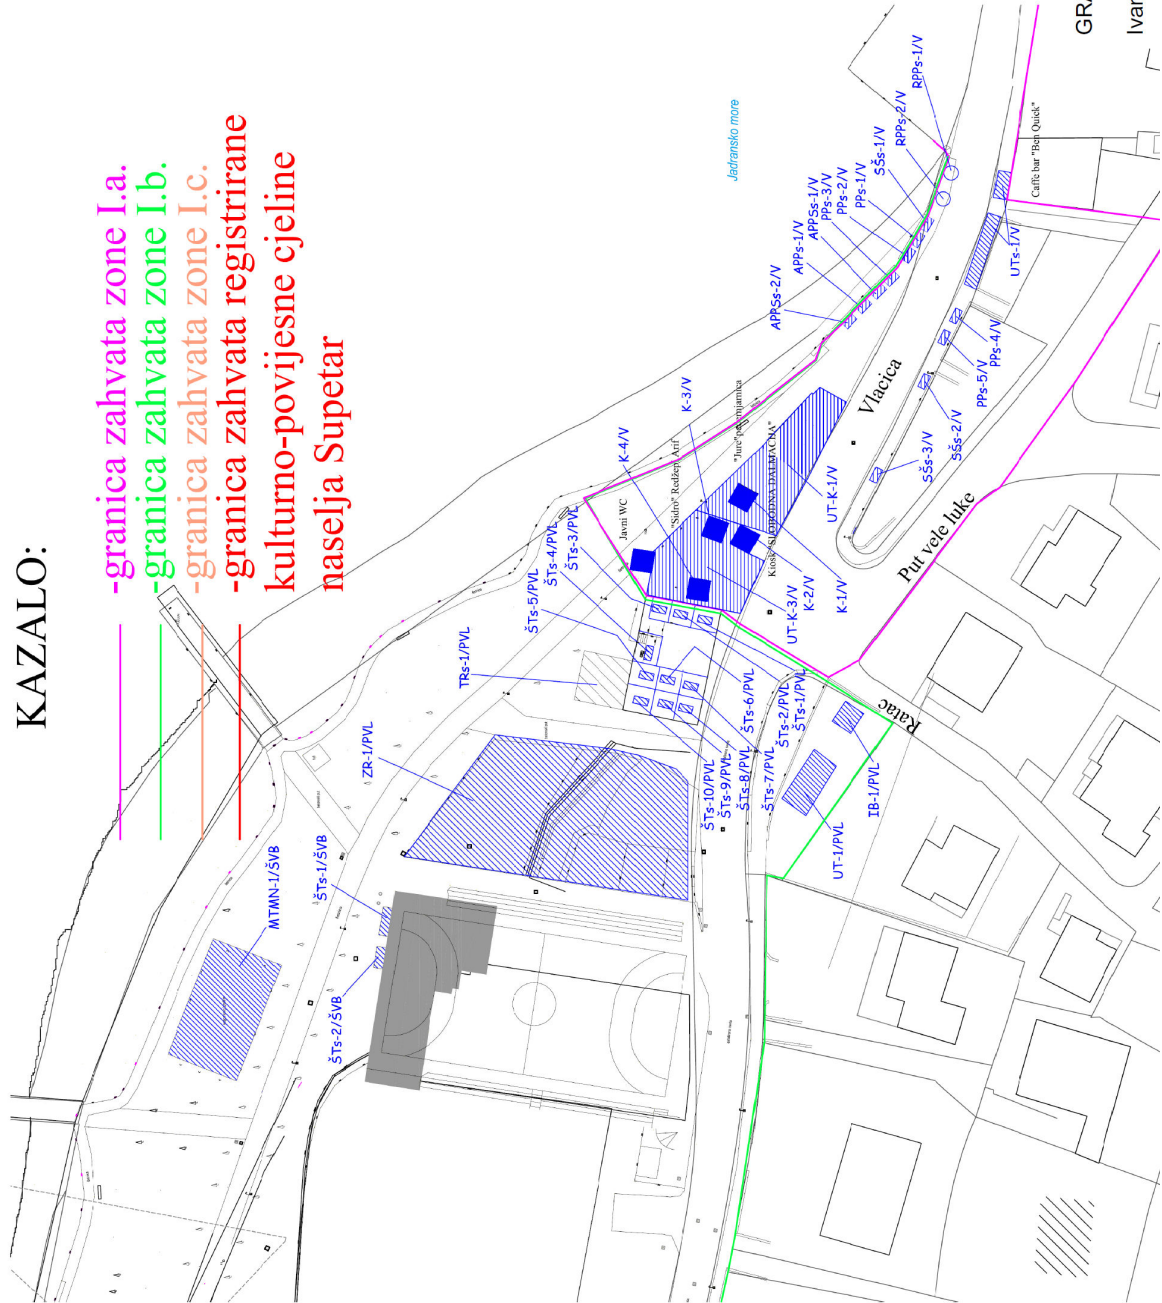 KAZALO:
-granica zahvata zone I.a.
-granica zahvata zone I.b.
-granica zahvata zone I.c.
-granica zahvata registrirane
kulturno-povijesne cjeline
naselja Supetar
GRA
Ivan
Jadransko more
RPPs-1/V
RPPs-2/V
SŠs-1/V
PPs-1/V
PPs-2/V
PPs-3/V
APPSs-1/V
APPs-1/V
APPSs-2/V
Caffe bar "Ben Quick"
UTs-1/V
PPs-4/V
PPs-5/V
SŠs-2/V
SŠs-3/V
Vlacica
Put vele luke
Ratac
K-3/V
K-4/V
"Sidro" Redžepi Arif
Javni WC
Kiosk "SLOBODNA DALMACIJA"
UT-K-1/V
K-1/V
K-2/V
UT-K-3/V
ŠTs-3/PVL
ŠTs-4/PVL
ŠTs-5/PVL
TRs-1/PVL
ZR-1/PVL
ŠTs-1/PVL
ŠTs-2/PVL
ŠTs-6/PVL
ŠTs-7/PVL
ŠTs-8/PVL
ŠTs-9/PVL
ŠTs-10/PVL
IB-1/PVL
UT-1/PVL
MTMN-1/ŠVB
ŠTs-1/ŠVB
ŠTs-2/ŠVB